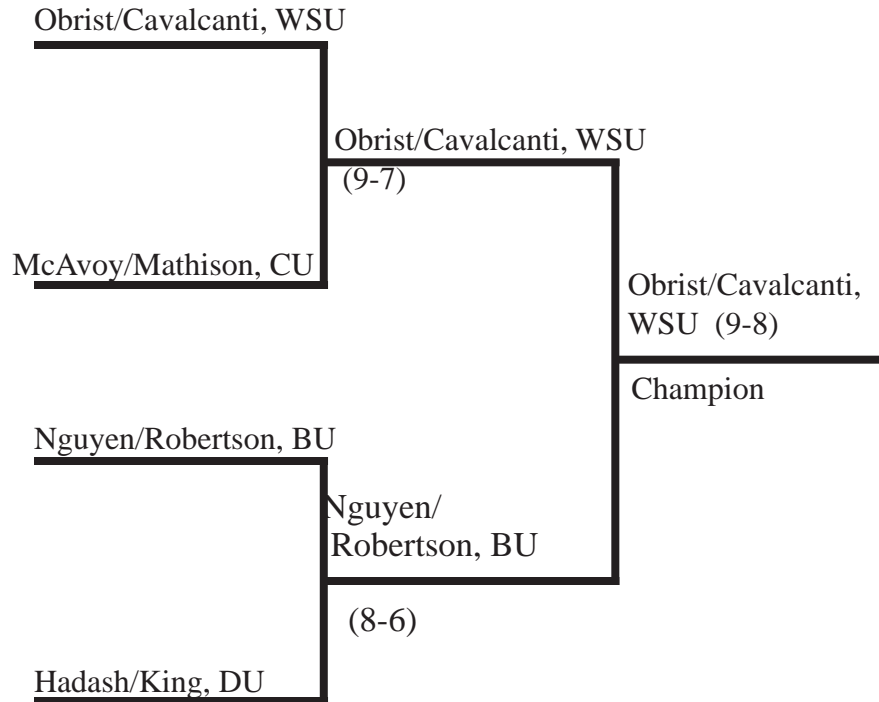 Obrist/Cavalcanti, WSU
Obrist/Cavalcanti, WSU
(9-7)
McAvoy/Mathison, CU
Obrist/Cavalcanti,
WSU (9-8)
Champion
Nguyen/Robertson, BU
Nguyen/
Robertson, BU
(8-6)
Hadash/King, DU